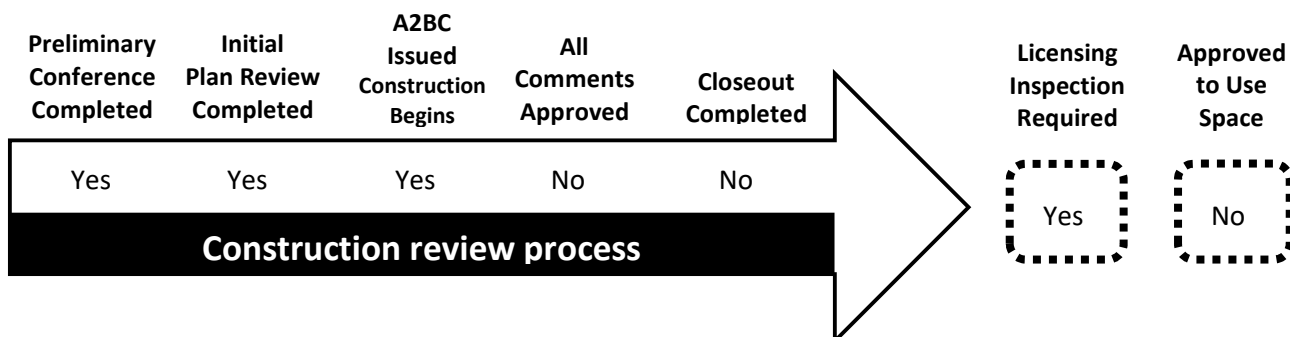 Preliminary
Conference
Completed
Initial
Plan Review
Completed
A2BC
Issued
Construction
Begins
All
Comments
Approved
Closeout
Completed
Licensing
Inspection
Required
Approved
to Use
Space
Yes
Yes
Yes
No
No
Yes
No
Construction review process